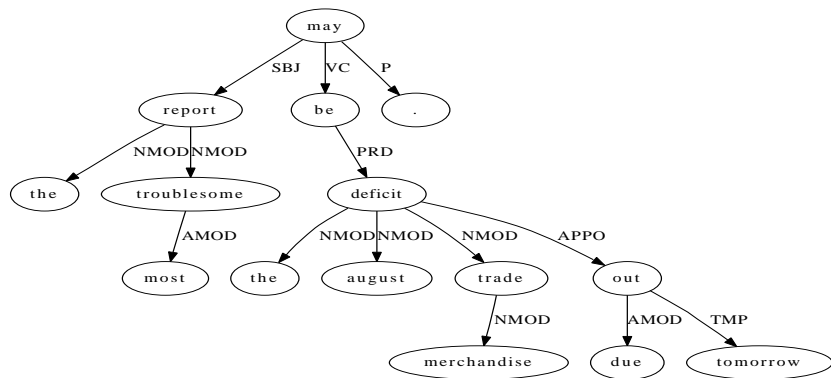 may
SBJ VC P
report be .
NMOD NMOD PRD
the troublesome deficit
AMOD NMOD NMOD NMOD APPO
most the august trade out
NMOD AMOD TMP
merchandise due tomorrow